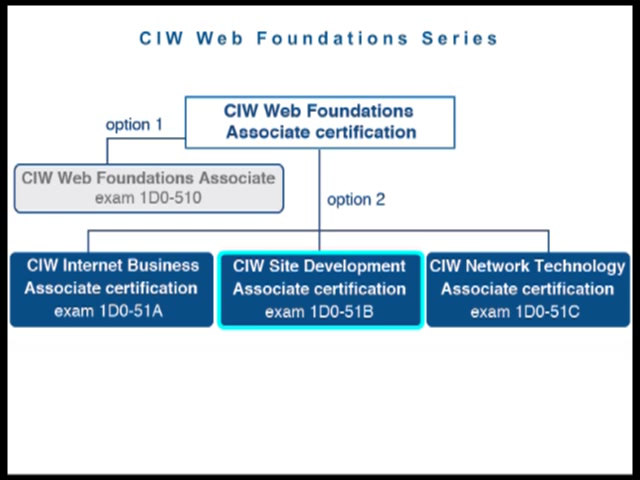 CIW Web Foundations Series
CIW Web Foundations
Associate certification
option 1
CIW Web Foundations Associate
exam 1D0-510
option 2
CIW Internet Business
Associate certification
exam 1D0-51A
CIW Site Development
Associate certification
exam 1D0-51B
CIW Network Technology
Associate certification
exam 1D0-51C